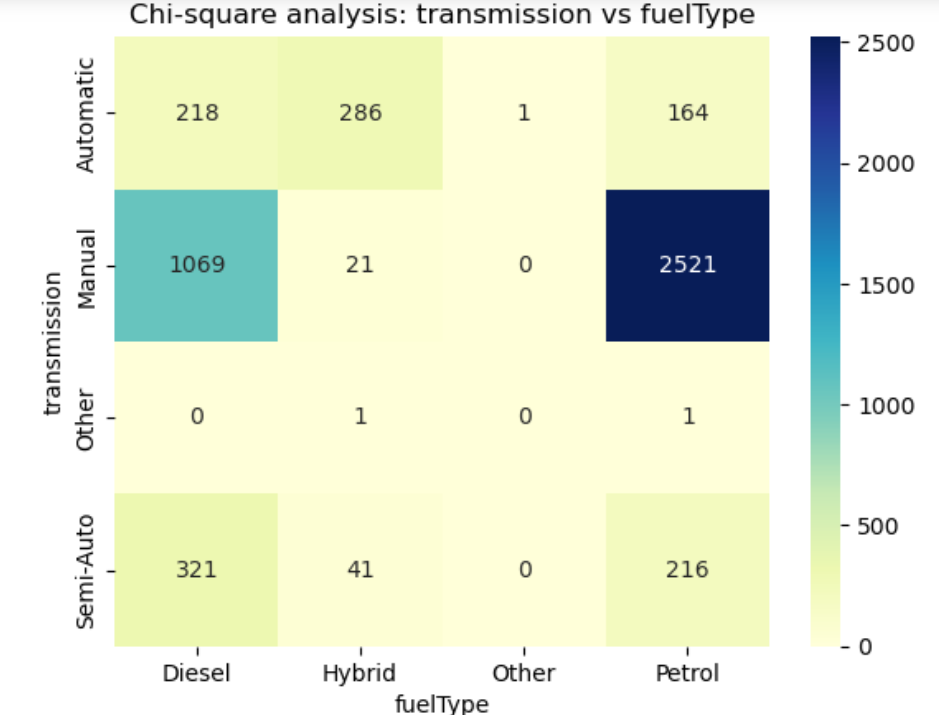 Chi-square analysis: transmission vs fuelType
Automatic
218 286 1 164
Manual
1069 21 0 2521
Other
0 1 0 1
Semi-Auto
321 41 0 216
transmission
Diesel Hybrid Other Petrol
fuelType
2500
2000
1500
1000
500
0